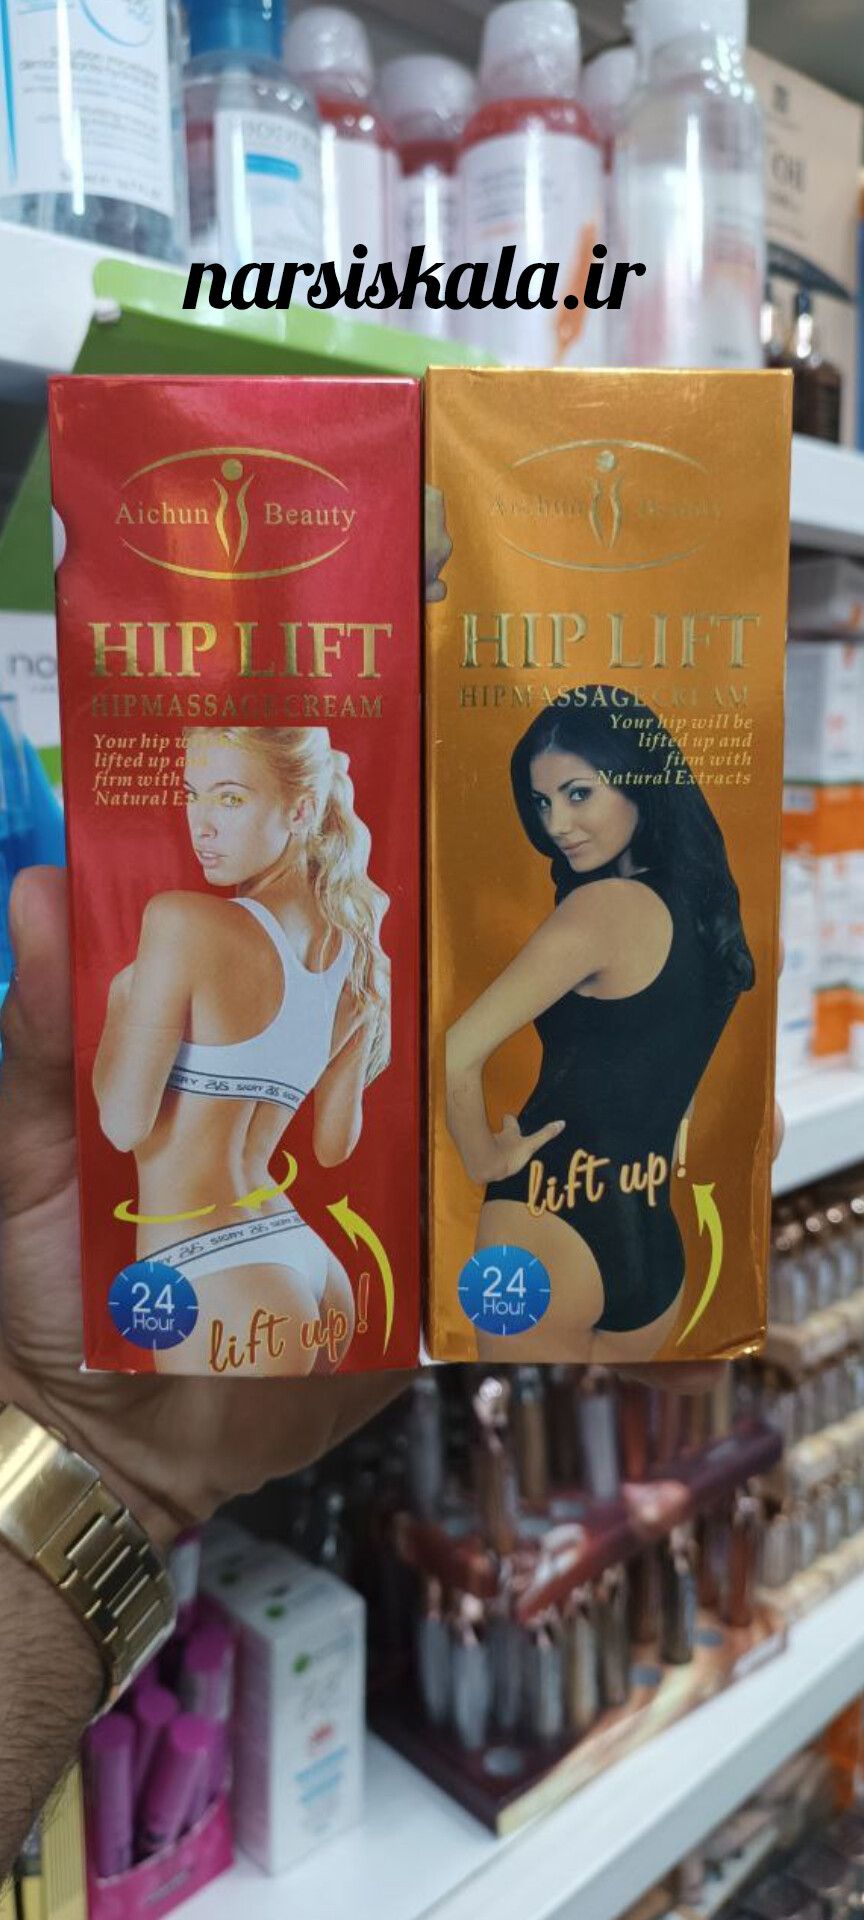 narsiskala.ir
Aichun Beauty
HIP LIFT
HIPMASSAGE CREAM
Your hip will be
lifted up and
firm with
Natural
24
Hour
lift up!
Aichun Beauty
HIP LIFT
HIPMASSAGE CREAM
Your hip will be
lifted up and
firm with
Natural Extracts
lift up!
24
Hour